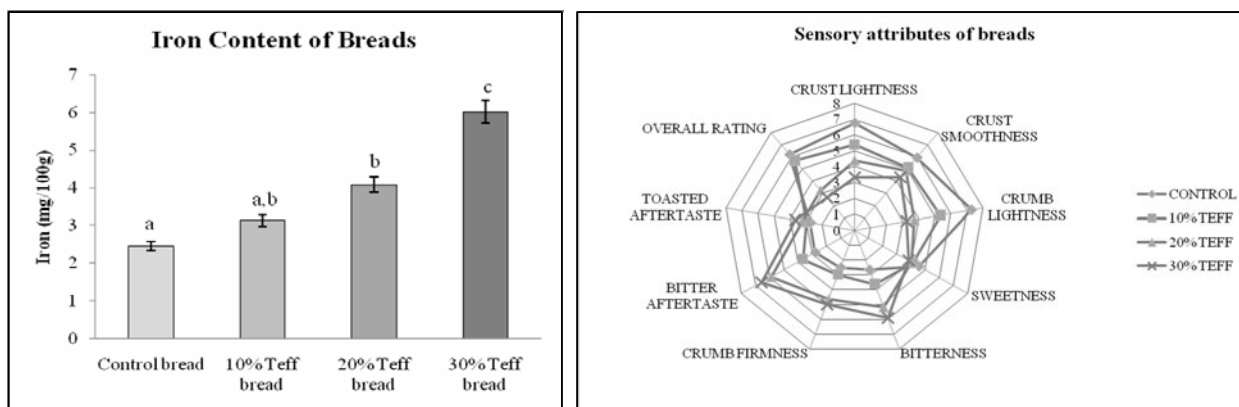 Iron Content of Breads
Iron (mg/100g)
7
6
5
4
3
2
1
0
a
a,b
b
c
Control bread
10% Teff
bread
20% Teff
bread
30% Teff
bread
Sensory attributes of breads
CRUST LIGHTNESS
CRUST
SMOOTHNESS
CRUMB
LIGHTNESS
SWEETNESS
BITTERNESS
CRUMB FIRMNESS
BITTER
AFTERTASTE
TOASTED
AFTERTASTE
OVERALL RATING
8
7
6
5
4
3
2
1
0
CONTROL
10% TEFF
20% TEFF
30% TEFF